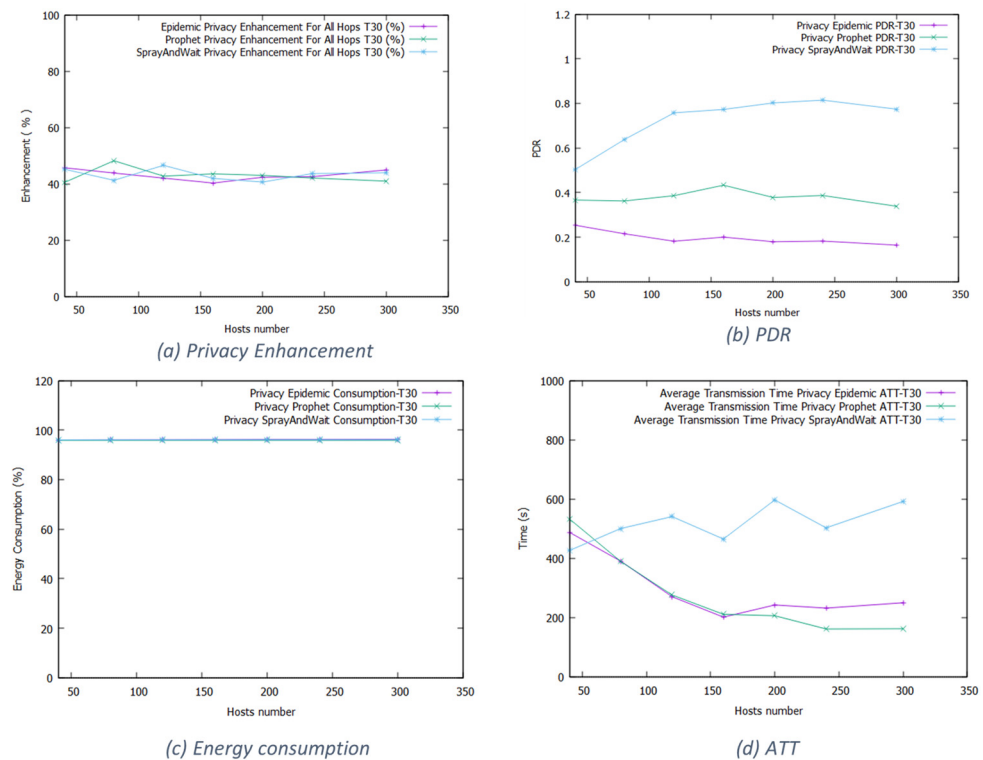 Epidemic Privacy Enhancement For All Hops T30 (%)
Prophet Privacy Enhancement For All Hops T30 (%)
SprayAndWait Privacy Enhancement For All Hops T30 (%)
100
80
60
40
20
0
Enhancement ( % )
50 100 150 200 250 300 350
Hosts number
(a) Privacy Enhancement
Privacy Epidemic PDR-T30
Privacy Prophet PDR-T30
Privacy SprayAndWait PDR-T30
1.2
1
0.8
0.6
0.4
0.2
0
PDR
50 100 150 200 250 300 350
Hosts number
(b) PDR
Privacy Epidemic Consumption-T30
Privacy Prophet Consumption-T30
Privacy SprayAndWait Consumption-T30
120
100
80
60
40
20
0
Energy Consumption (%)
50 100 150 200 250 300 350
Hosts number
(c) Energy consumption
Average Transmission Time Privacy Epidemic ATT-T30
Average Transmission Time Privacy Prophet ATT-T30
Average Transmission Time Privacy SprayAndWait ATT-T30
1000
800
600
400
200
0
Time (s)
50 100 150 200 250 300 350
Hosts number
(d) ATT